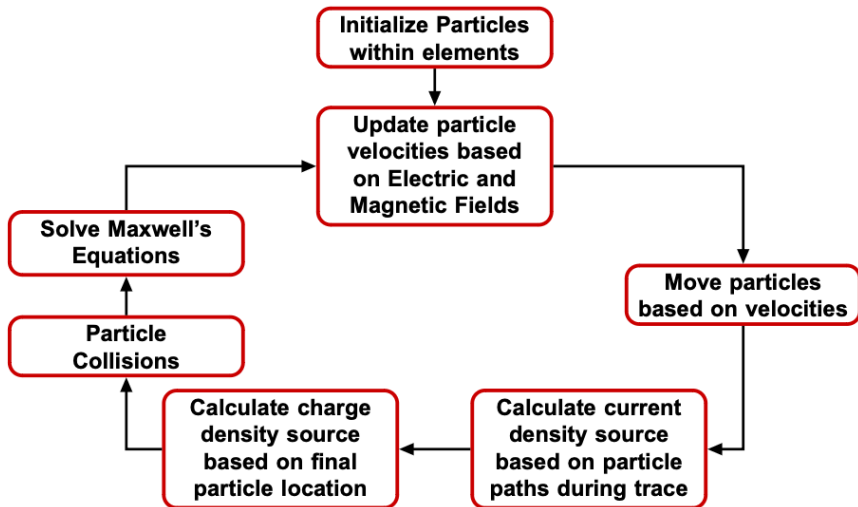 Initialize Particles
within elements
Update particle
velocities based
on Electric and
Magnetic Fields
Move particles
based on velocities
Calculate current
density source
based on particle
paths during trace
Calculate charge
density source
based on final
particle location
Particle
Collisions
Solve Maxwell's
Equations